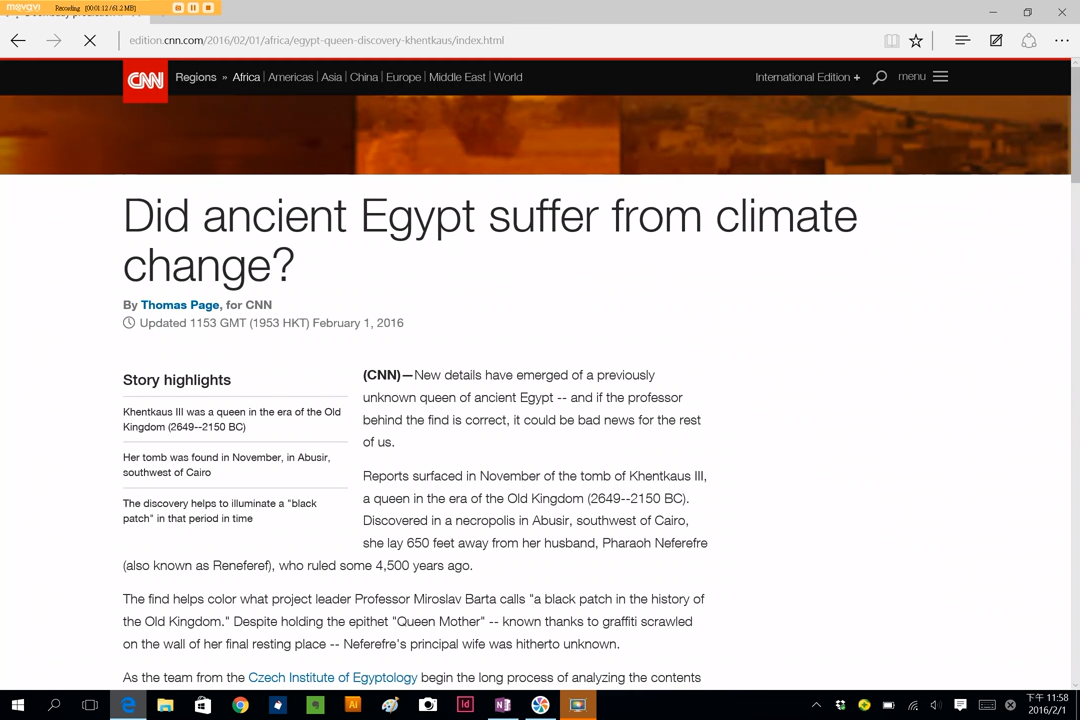 movavi Recording [00:01:12 / 61.2 MB]
edition.cnn.com/2016/02/01/africa/egypt-queen-discovery-khentkaus/index.html
CNN Regions » Africa | Americas | Asia | China | Europe | Middle East | World International Edition + menu
Did ancient Egypt suffer from climate
change?
By Thomas Page, for CNN
Updated 1153 GMT (1953 HKT) February 1, 2016
Story highlights
Khentkaus III was a queen in the era of the Old
Kingdom (2649--2150 BC)
Her tomb was found in November, in Abusir,
southwest of Cairo
The discovery helps to illuminate a "black
patch" in that period in time
(CNN)—New details have emerged of a previously
unknown queen of ancient Egypt -- and if the professor
behind the find is correct, it could be bad news for the rest
of us.
Reports surfaced in November of the tomb of Khentkaus III,
a queen in the era of the Old Kingdom (2649--2150 BC).
Discovered in a necropolis in Abusir, southwest of Cairo,
she lay 650 feet away from her husband, Pharaoh Neferefre
(also known as Reneferef), who ruled some 4,500 years ago.
The find helps color what project leader Professor Miroslav Barta calls "a black patch in the history of
the Old Kingdom." Despite holding the epithet "Queen Mother" -- known thanks to graffiti scrawled
on the wall of her final resting place -- Neferefre's principal wife was hitherto unknown.
As the team from the Czech Institute of Egyptology begin the long process of analyzing the contents
Ai
Id
N
下午 11:58
2016/2/1